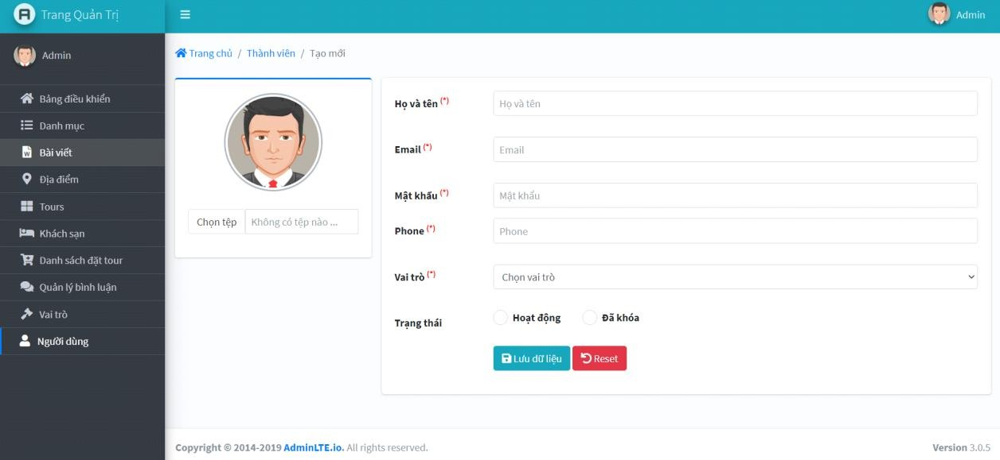 Trang Quản Trị
Admin
Admin
Bảng điều khiển
Danh mục
Bài viết
Địa điểm
Tours
Khách sạn
Danh sách đặt tour
Quản lý bình luận
Vai trò
Người dùng
Trang chủ / Thành viên / Tạo mới
Chọn tệp Không có tệp nào ...
Họ và tên (*) Họ và tên
Email (*) Email
Mật khẩu (*) Mật khẩu
Phone (*) Phone
Vai trò (*) Chọn vai trò
Trạng thái Hoạt động Đã khóa
Lưu dữ liệu Reset
Copyright © 2014-2019 AdminLTE.io. All rights reserved.
Version 3.0.5